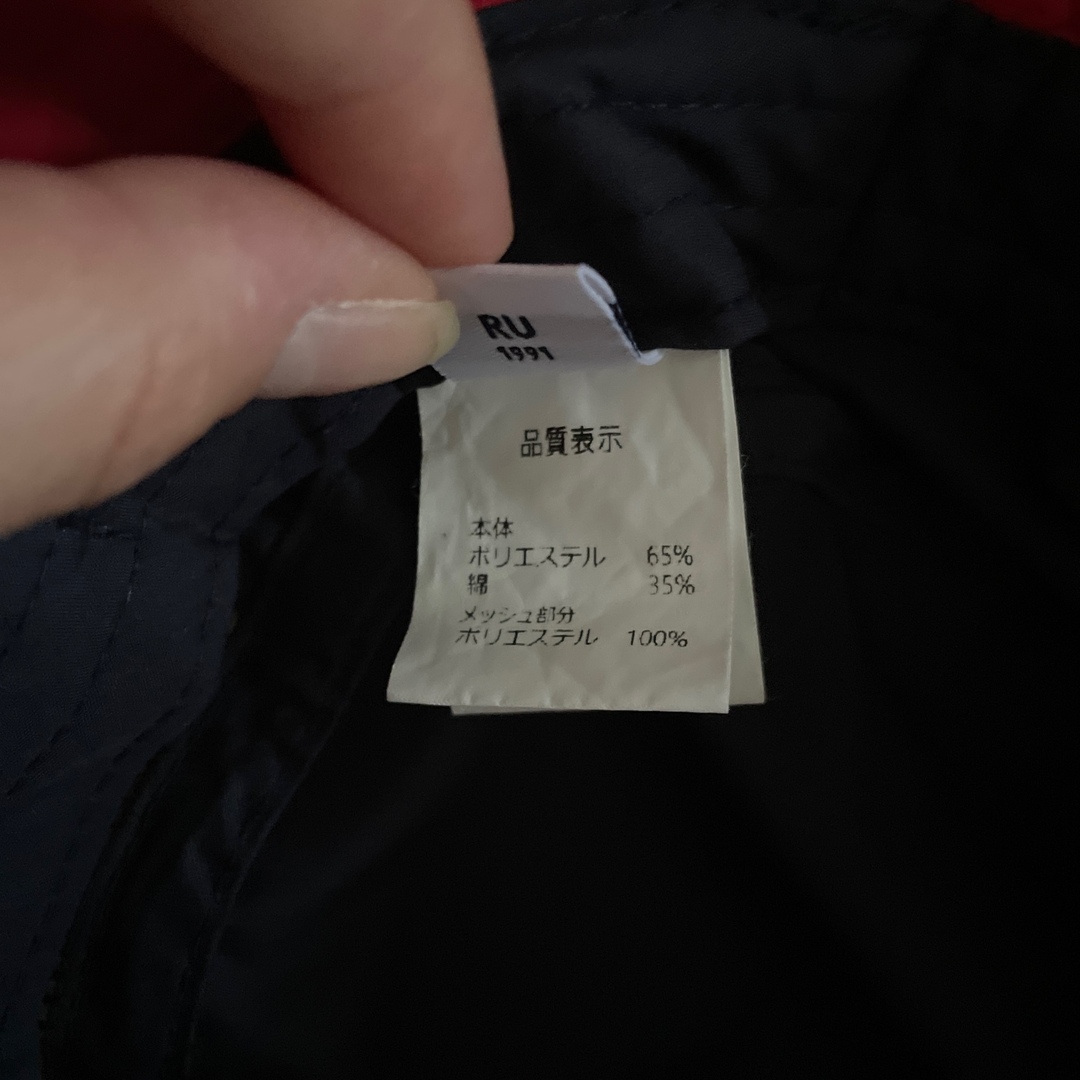 RU
1991
品質表示
本体
ポリエステル 65%
綿 35%
メッシュ部分
ポリエステル 100%